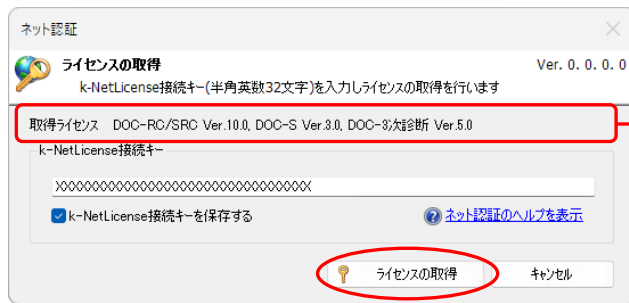 ネット認証
ライセンスの取得
Ver. 0. 0. 0. 0
k-NetLicense接続キー(半角英数32文字)を入力しライセンスの取得を行います
取得ライセンス DOC-RC/SRC Ver.10.0, DOC-S Ver.3.0, DOC-3次診断 Ver.5.0
k-NetLicense接続キー
XXXXXXXXXXXXXXXXXXXXXXXXXXXXXXXX
k-NetLicense接続キーを保存する
ネット認証のヘルプを表示
ライセンスの取得
キャンセル